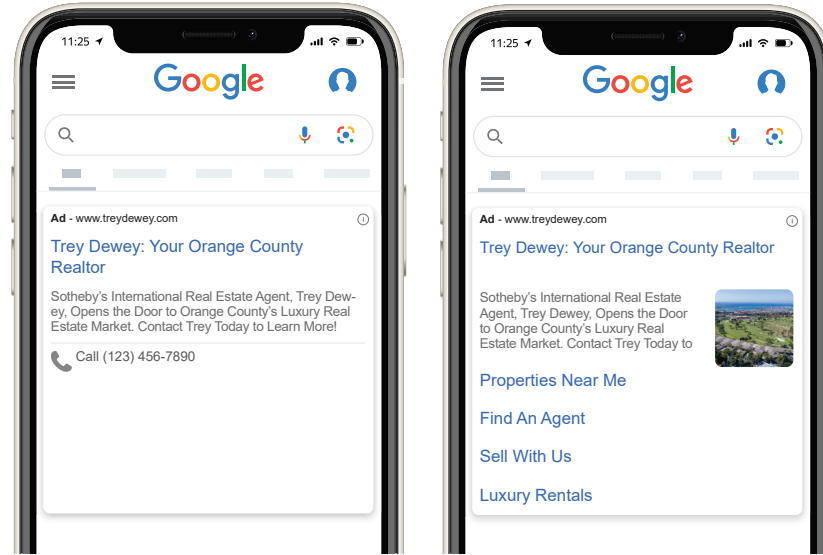 11:25
Google
Ad - www.treydewey.com
Trey Dewey: Your Orange County
Realtor
Sotheby's International Real Estate Agent, Trey Dew-
ey, Opens the Door to Orange County's Luxury Real
Estate Market. Contact Trey Today to Learn More!
Call (123) 456-7890
11:25
Google
Ad - www.treydewey.com
Trey Dewey: Your Orange County Realtor
Sotheby's International Real Estate
Agent, Trey Dewey, Opens the Door
to Orange County's Luxury Real
Estate Market. Contact Trey Today to
Properties Near Me
Find An Agent
Sell With Us
Luxury Rentals